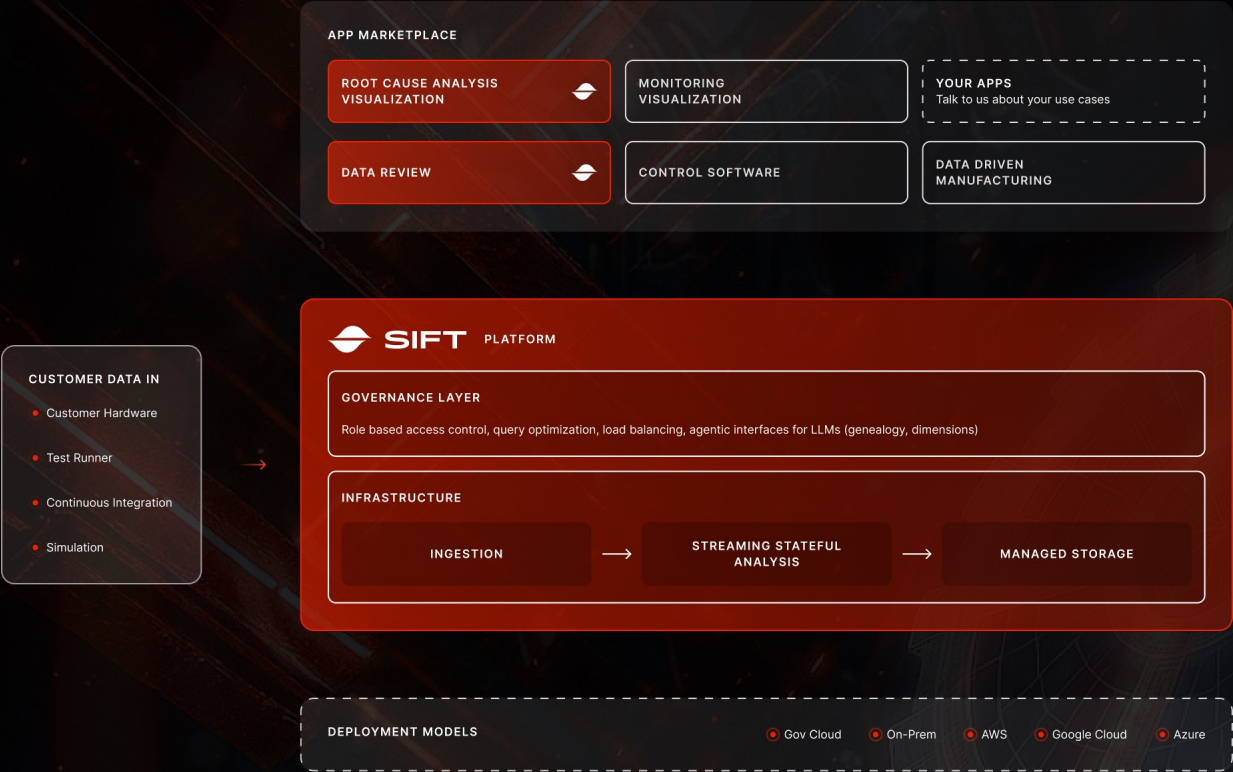 APP MARKETPLACE
ROOT CAUSE ANALYSIS
VISUALIZATION
MONITORING
VISUALIZATION
YOUR APPS
Talk to us about your use cases
DATA REVIEW
CONTROL SOFTWARE
DATA DRIVEN
MANUFACTURING
SIFT PLATFORM
CUSTOMER DATA IN
Customer Hardware
Test Runner
Continuous Integration
Simulation
GOVERNANCE LAYER
Role based access control, query optimization, load balancing, agentic interfaces for LLMs (genealogy, dimensions)
INFRASTRUCTURE
INGESTION
STREAMING STATEFUL
ANALYSIS
MANAGED STORAGE
DEPLOYMENT MODELS
Gov Cloud
On-Prem
AWS
Google Cloud
Azure